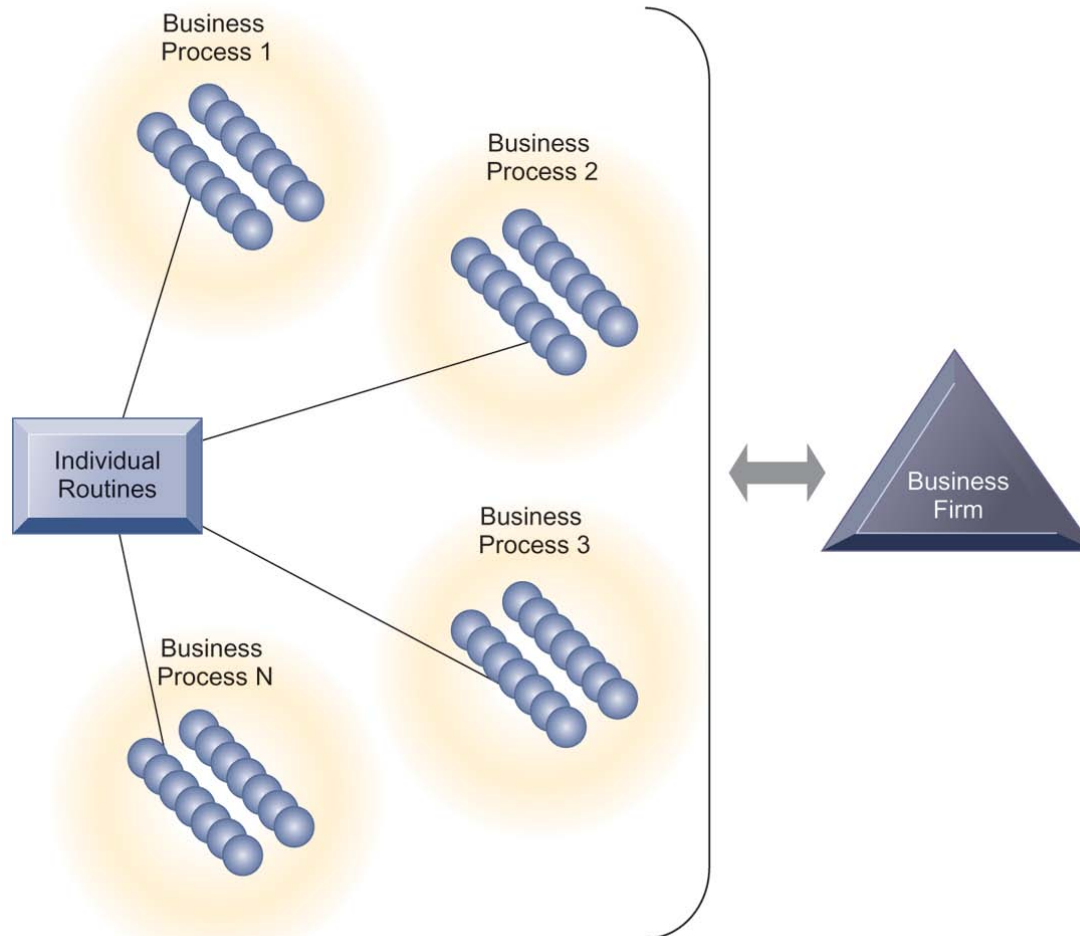 Business
Process 1
Business
Process 2
Individual
Routines
Business
Firm
Business
Process 3
Business
Process N